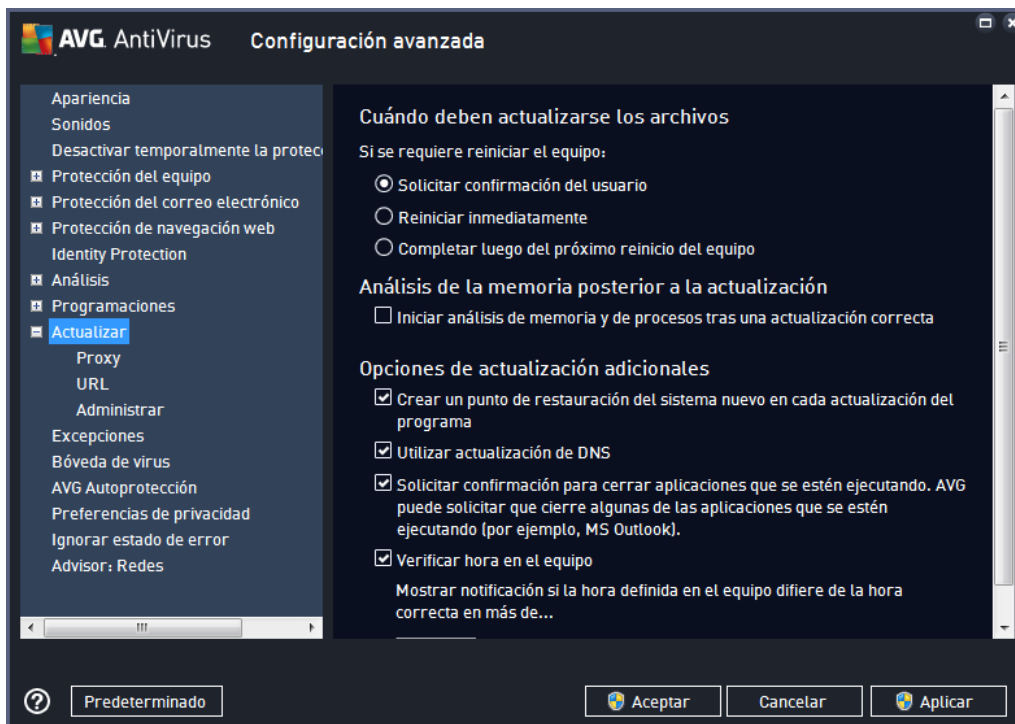 AVG. AntiVirus Configuración avanzada
Apariencia
Sonidos
Desactivar temporalmente la protec
Protección del equipo
Protección del correo electrónico
Protección de navegación web
Identity Protection
Análisis
Programaciones
Actualizar
Proxy
URL
Administrar
Excepciones
Bóveda de virus
AVG Autoprotección
Preferencias de privacidad
Ignorar estado de error
Advisor: Redes
Cuándo deben actualizarse los archivos
Si se requiere reiniciar el equipo:
Solicitar confirmación del usuario
Reiniciar inmediatamente
Completar luego del próximo reinicio del equipo
Análisis de la memoria posterior a la actualización
Iniciar análisis de memoria y de procesos tras una actualización correcta
Opciones de actualización adicionales
Crear un punto de restauración del sistema nuevo en cada actualización del
programa
Utilizar actualización de DNS
Solicitar confirmación para cerrar aplicaciones que se estén ejecutando. AVG
puede solicitar que cierre algunas de las aplicaciones que se estén
ejecutando (por ejemplo, MS Outlook).
Verificar hora en el equipo
Mostrar notificación si la hora definida en el equipo difiere de la hora
correcta en más de...
? Predeterminado Aceptar Cancelar Aplicar